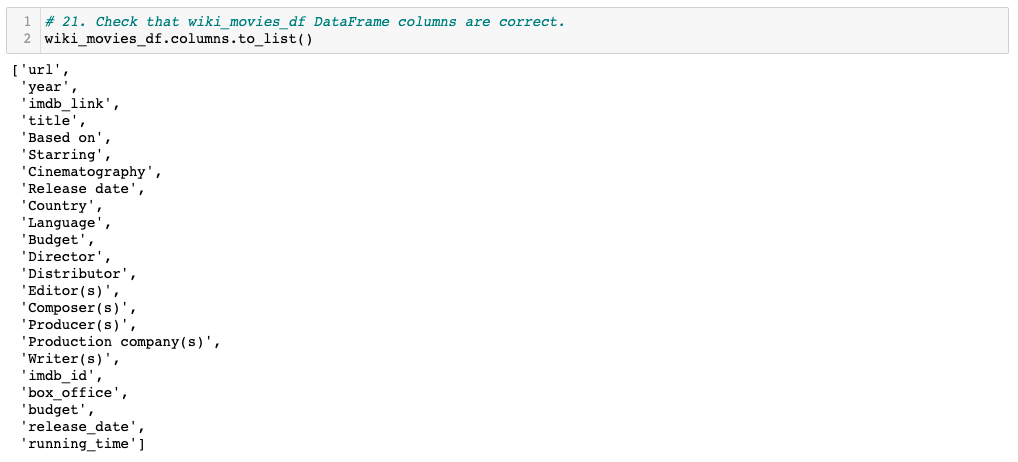 1 # 21. Check that wiki_movies_df DataFrame columns are correct.
2 wiki_movies_df.columns.to_list()
['url',
'year',
'imdb_link',
'title',
'Based on',
'Starring',
'Cinematography',
'Release date',
'Country',
'Language',
'Budget',
'Director',
'Distributor',
'Editor(s)',
'Composer(s)',
'Producer(s)',
'Production company(s)',
'Writer(s)',
'imdb_id',
'box_office',
'budget',
'release_date',
'running_time']